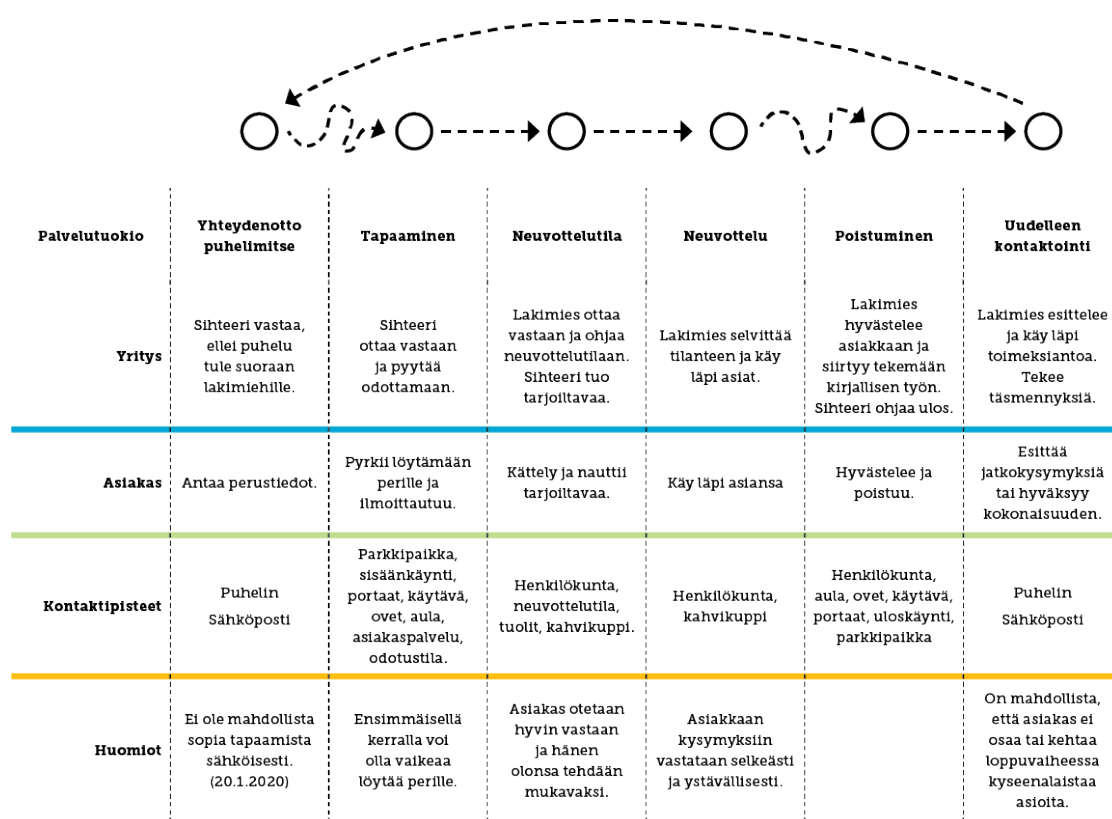 Palvelutuokio
Yhteydenotto
puhelimitse
Tapaaminen
Neuvottelutila
Neuvottelu
Poistuminen
Uudelleen
kontaktointi
Yritys
Sihteeri vastaa,
ellei puhelu
tule suoraan
lakimiehille.
Sihteeri
ottaa vastaan
ja pyytää
odottamaan.
Lakimies ottaa
vastaan ja ohjaa
neuvottelutilaan.
Sihteeri tuo
tarjoiltavaa.
Lakimies selvittää
tilanteen ja käy
läpi asiat.
Lakimies
hyvästelee
asiakkaan ja
siirtyy tekemään
kirjallisen työn.
Sihteeri ohjaa ulos.
Lakimies esittelee
ja käy läpi
toimeksiantoa.
Tekee
täsmennyksiä.
Asiakas
Antaa perustiedot.
Pyrkii löytämään
perille ja
ilmoittautuu.
Kättely ja nauttii
tarjoiltavaa.
Käy läpi asiansa
Hyvästelee ja
poistuu.
Esittää
jatkokysymyksiä
tai hyväksyy
kokonaisuuden.
Kontaktipisteet
Puhelin
Sähköposti
Parkkipaikka,
sisäänkäynti,
portaat, käytävä,
ovet, aula,
asiakaspalvelu,
odotustila.
Henkilökunta,
neuvottelutila,
tuolit, kahvikuppi.
Henkilökunta,
kahvikuppi
Henkilökunta,
aula, ovet, käytävä,
portaat, uloskäynti,
parkkipaikka
Puhelin
Sähköposti
Huomiot
Ei ole mahdollista
sopia tapaamista
sähköisesti.
(20.1.2020)
Ensimmäisellä
kerralla voi
olla vaikeaa
löytää perille.
Asiakas otetaan
hyvin vastaan
ja hänen
olonsa tehdään
mukavaksi.
Asiakkaan
kysymyksiin
vastataan selkeästi
ja ystävällisesti.
On mahdollista,
että asiakas ei
osaa tai kehtaa
loppuvaiheessa
kyseenalaistaa
asioita.